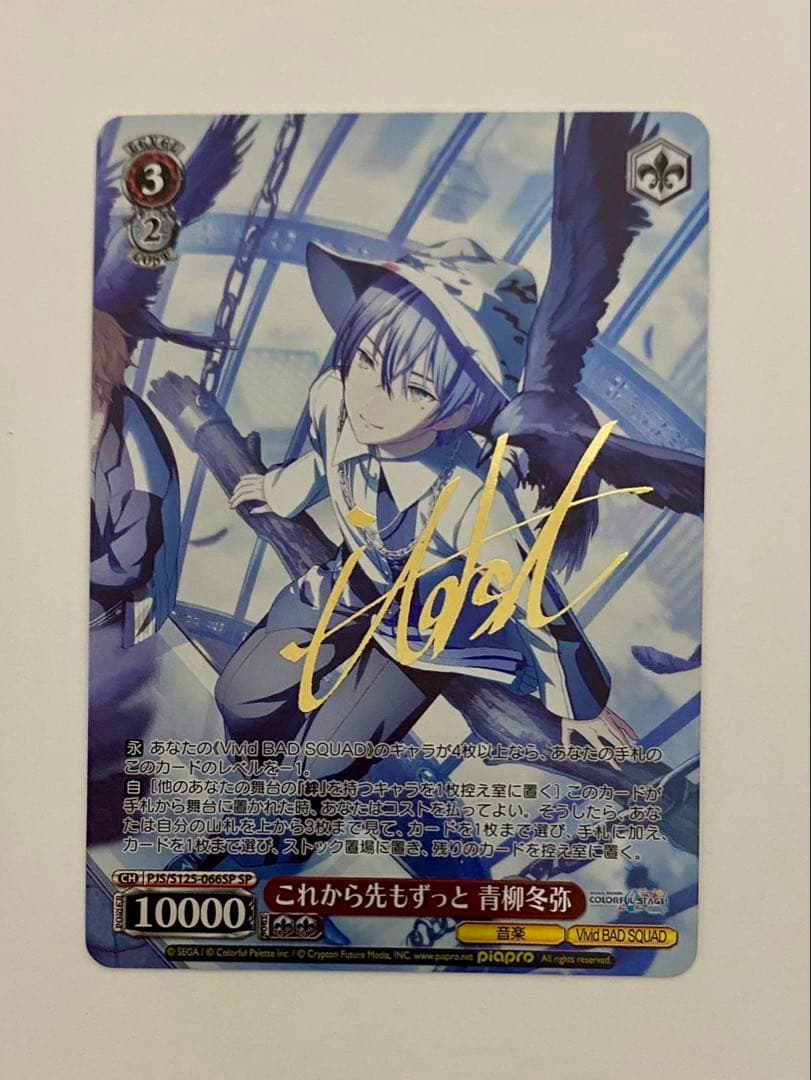 LEVEL
3
2
COST
永 あなたの《Vivid BAD SQUAD》のキャラが4枚以上なら、あなたの手札の
このカードのレベルを－1。
自 ［他のあなたの舞台の「絆」を持つキャラを1枚控え室に置く］ このカードが
手札から舞台に置かれた時、あなたはコストを払ってよい。そうしたら、あな
たは自分の山札を上から3枚まで見て、カードを1枚まで選び、手札に加え、
カードを1枚まで選び、ストック置場に置き、残りのカードを控え室に置く。
CH PJS/S125-066SP SP
これから先もずっと 青柳冬弥
COLORFUL STAGE!
POWER 10000 SOUL
音楽 Vivid BAD SQUAD
© SEGA / © Colorful Palette Inc. / © Crypton Future Media, INC. www.piapro.net piapro All rights reserved.